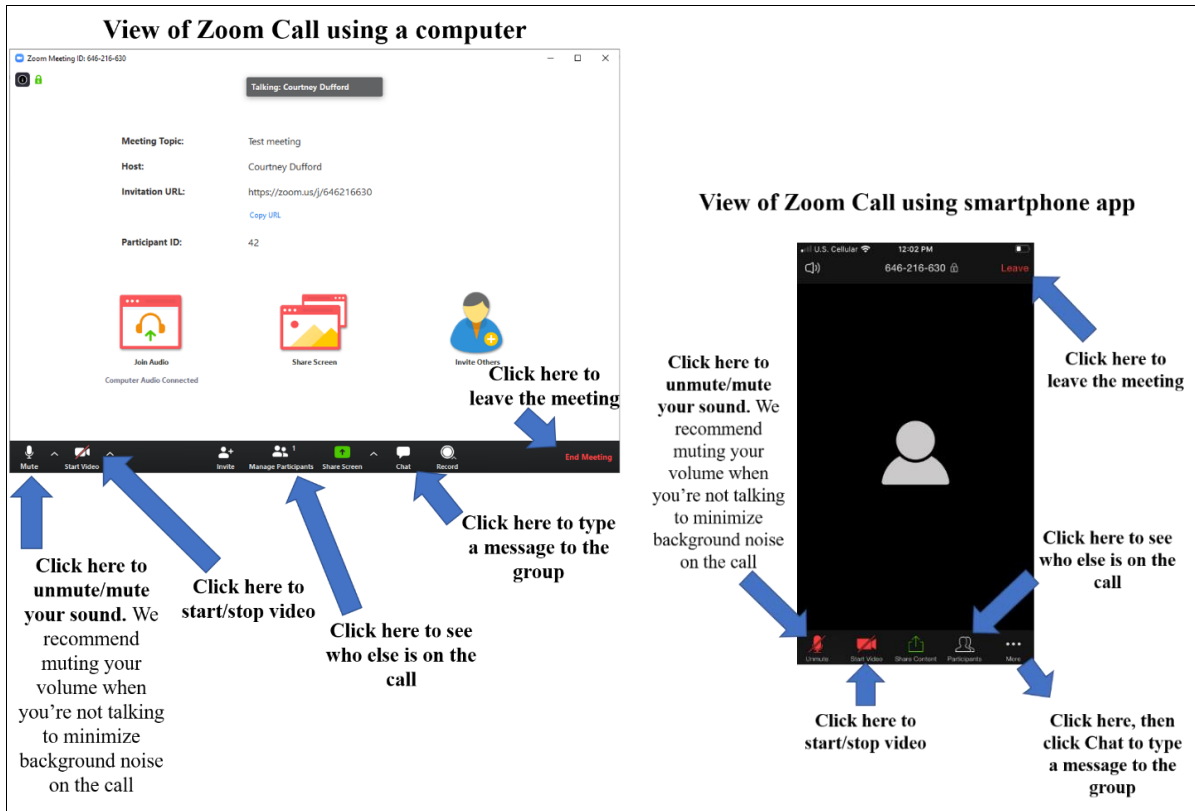 View of Zoom Call using a computer
Zoom Meeting ID: 646-216-630
Talking: Courtney Dufford
Meeting Topic: Test meeting
Host: Courtney Dufford
Invitation URL: https://zoom.us/j/646216630
Copy URL
Participant ID: 42
Join Audio
Computer Audio Connected
Share Screen
Invite Others
Click here to
leave the meeting
Mute
Start Video
Invite
1
Manage Participants
Share Screen
Chat
Record
End Meeting
Click here to
unmute/mute
your sound. We
recommend
muting your
volume when
you're not talking
to minimize
background noise
on the call
Click here to
start/stop video
Click here to see
who else is on the
call
Click here to type
a message to the
group
View of Zoom Call using smartphone app
U.S. Cellular
12:02 PM
646-216-630
Leave
Click here to
leave the meeting
Click here to
unmute/mute
your sound. We
recommend
muting your
volume when
you're not talking
to minimize
background noise
on the call
Click here to see
who else is on the
call
Unmute
Start Video
Share Content
Participants
More
Click here to
start/stop video
Click here, then
click Chat to type
a message to the
group